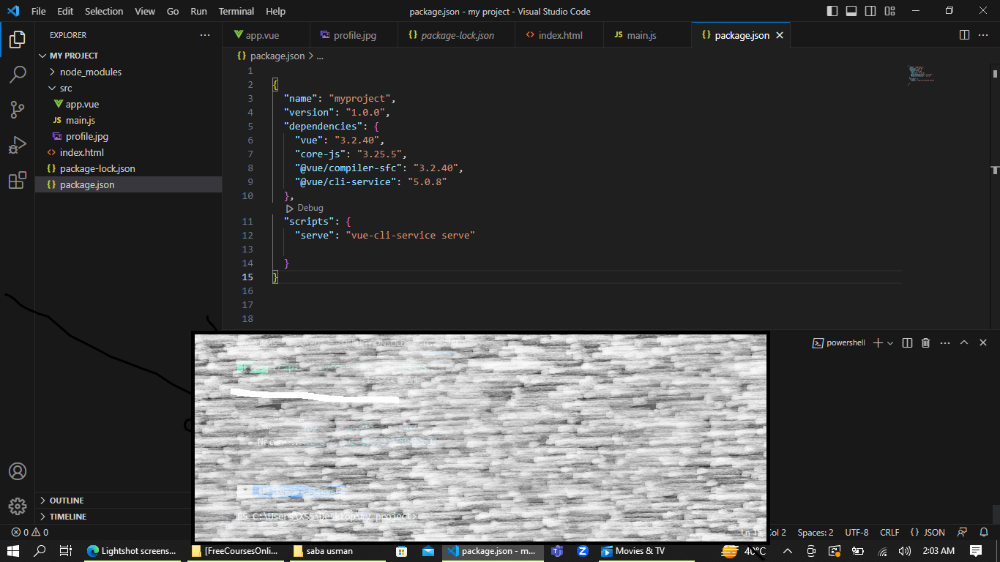 File Edit Selection View Go Run Terminal Help package.json - my project - Visual Studio Code
EXPLORER
app.vue profile.jpg package-lock.json index.html main.js package.json
MY PROJECT
node_modules
src
app.vue
main.js
profile.jpg
index.html
package-lock.json
package.json
package.json > ...
1
2 {
3 "name": "myproject",
4 "version": "1.0.0",
5 "dependencies": {
6 "vue": "3.2.40",
7 "core-js": "3.25.5",
8 "@vue/compiler-sfc": "3.2.40",
9 "@vue/cli-service": "5.0.8"
10 },
Debug
11 "scripts": {
12 "serve": "vue-cli-service serve"
13
14 }
15 }
16
17
18
DEBUG CONSOLE
powershell
PS C:\Users\XSS\Desktop\my project>
OUTLINE
TIMELINE
0 0 Col 2 Spaces: 2 UTF-8 CRLF {} JSON
Lightshot screens... [FreeCoursesOnli... saba usman package.json - m... Movies & TV 40°C 2:03 AM